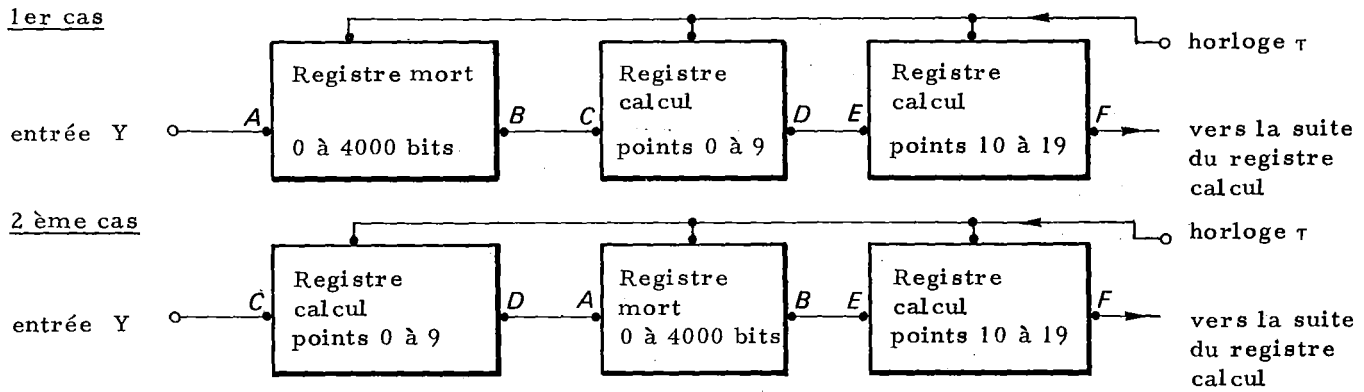 1er cas
horloge τ
Registre mort
0 à 4000 bits
Registre
calcul
points 0 à 9
Registre
calcul
points 10 à 19
entrée Y
A
B
C
D
E
F
vers la suite
du registre
calcul
2 ème cas
horloge τ
Registre
calcul
points 0 à 9
Registre
mort
0 à 4000 bits
Registre
calcul
points 10 à 19
entrée Y
C
D
A
B
E
F
vers la suite
du registre
calcul